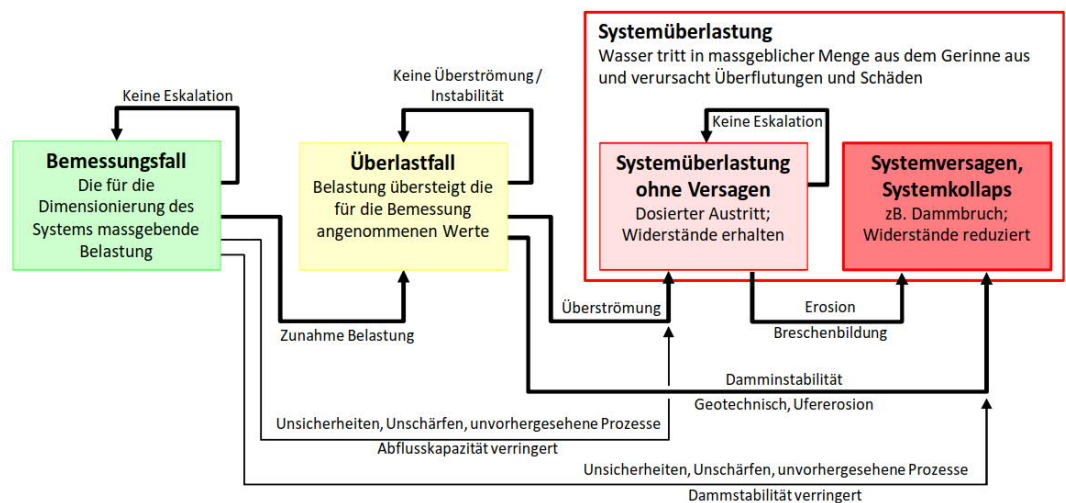 Systemüberlastung
Wasser tritt in massgeblicher Menge aus dem Gerinne aus
und verursacht Überflutungen und Schäden
Keine Eskalation
Keine Überströmung /
Instabilität
Keine Eskalation
Bemessungsfall
Die für die
Dimensionierung des
Systems massgebende
Belastung
Überlastfall
Belastung übersteigt die
für die Bemessung
angenommenen Werte
Systemüberlastung
ohne Versagen
Dosierter Austritt;
Widerstände erhalten
Systemversagen,
Systemkollaps
zB. Dammbruch;
Widerstände reduziert
Zunahme Belastung
Überströmung
Erosion
Breschenbildung
Damminstabilität
Geotechnisch, Ufererosion
Unsicherheiten, Unschärfen, unvorhergesehene Prozesse
Abflusskapazität verringert
Unsicherheiten, Unschärfen, unvorhergesehene Prozesse
Dammstabilität verringert